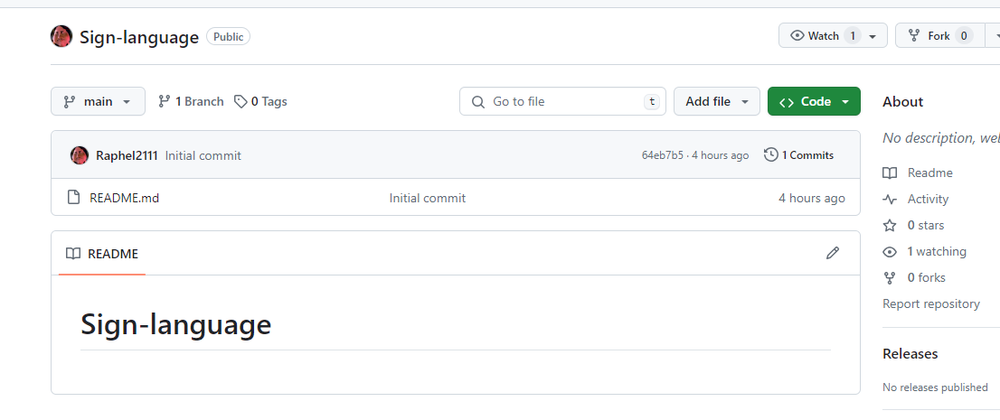 Sign-language Public Watch 1 Fork 0
main 1 Branch 0 Tags Go to file t Add file Code
Raphel2111 Initial commit 64eb7b5 · 4 hours ago 1 Commits
README.md Initial commit 4 hours ago
README
Sign-language
About
No description, wel
Readme
Activity
0 stars
1 watching
0 forks
Report repository
Releases
No releases published